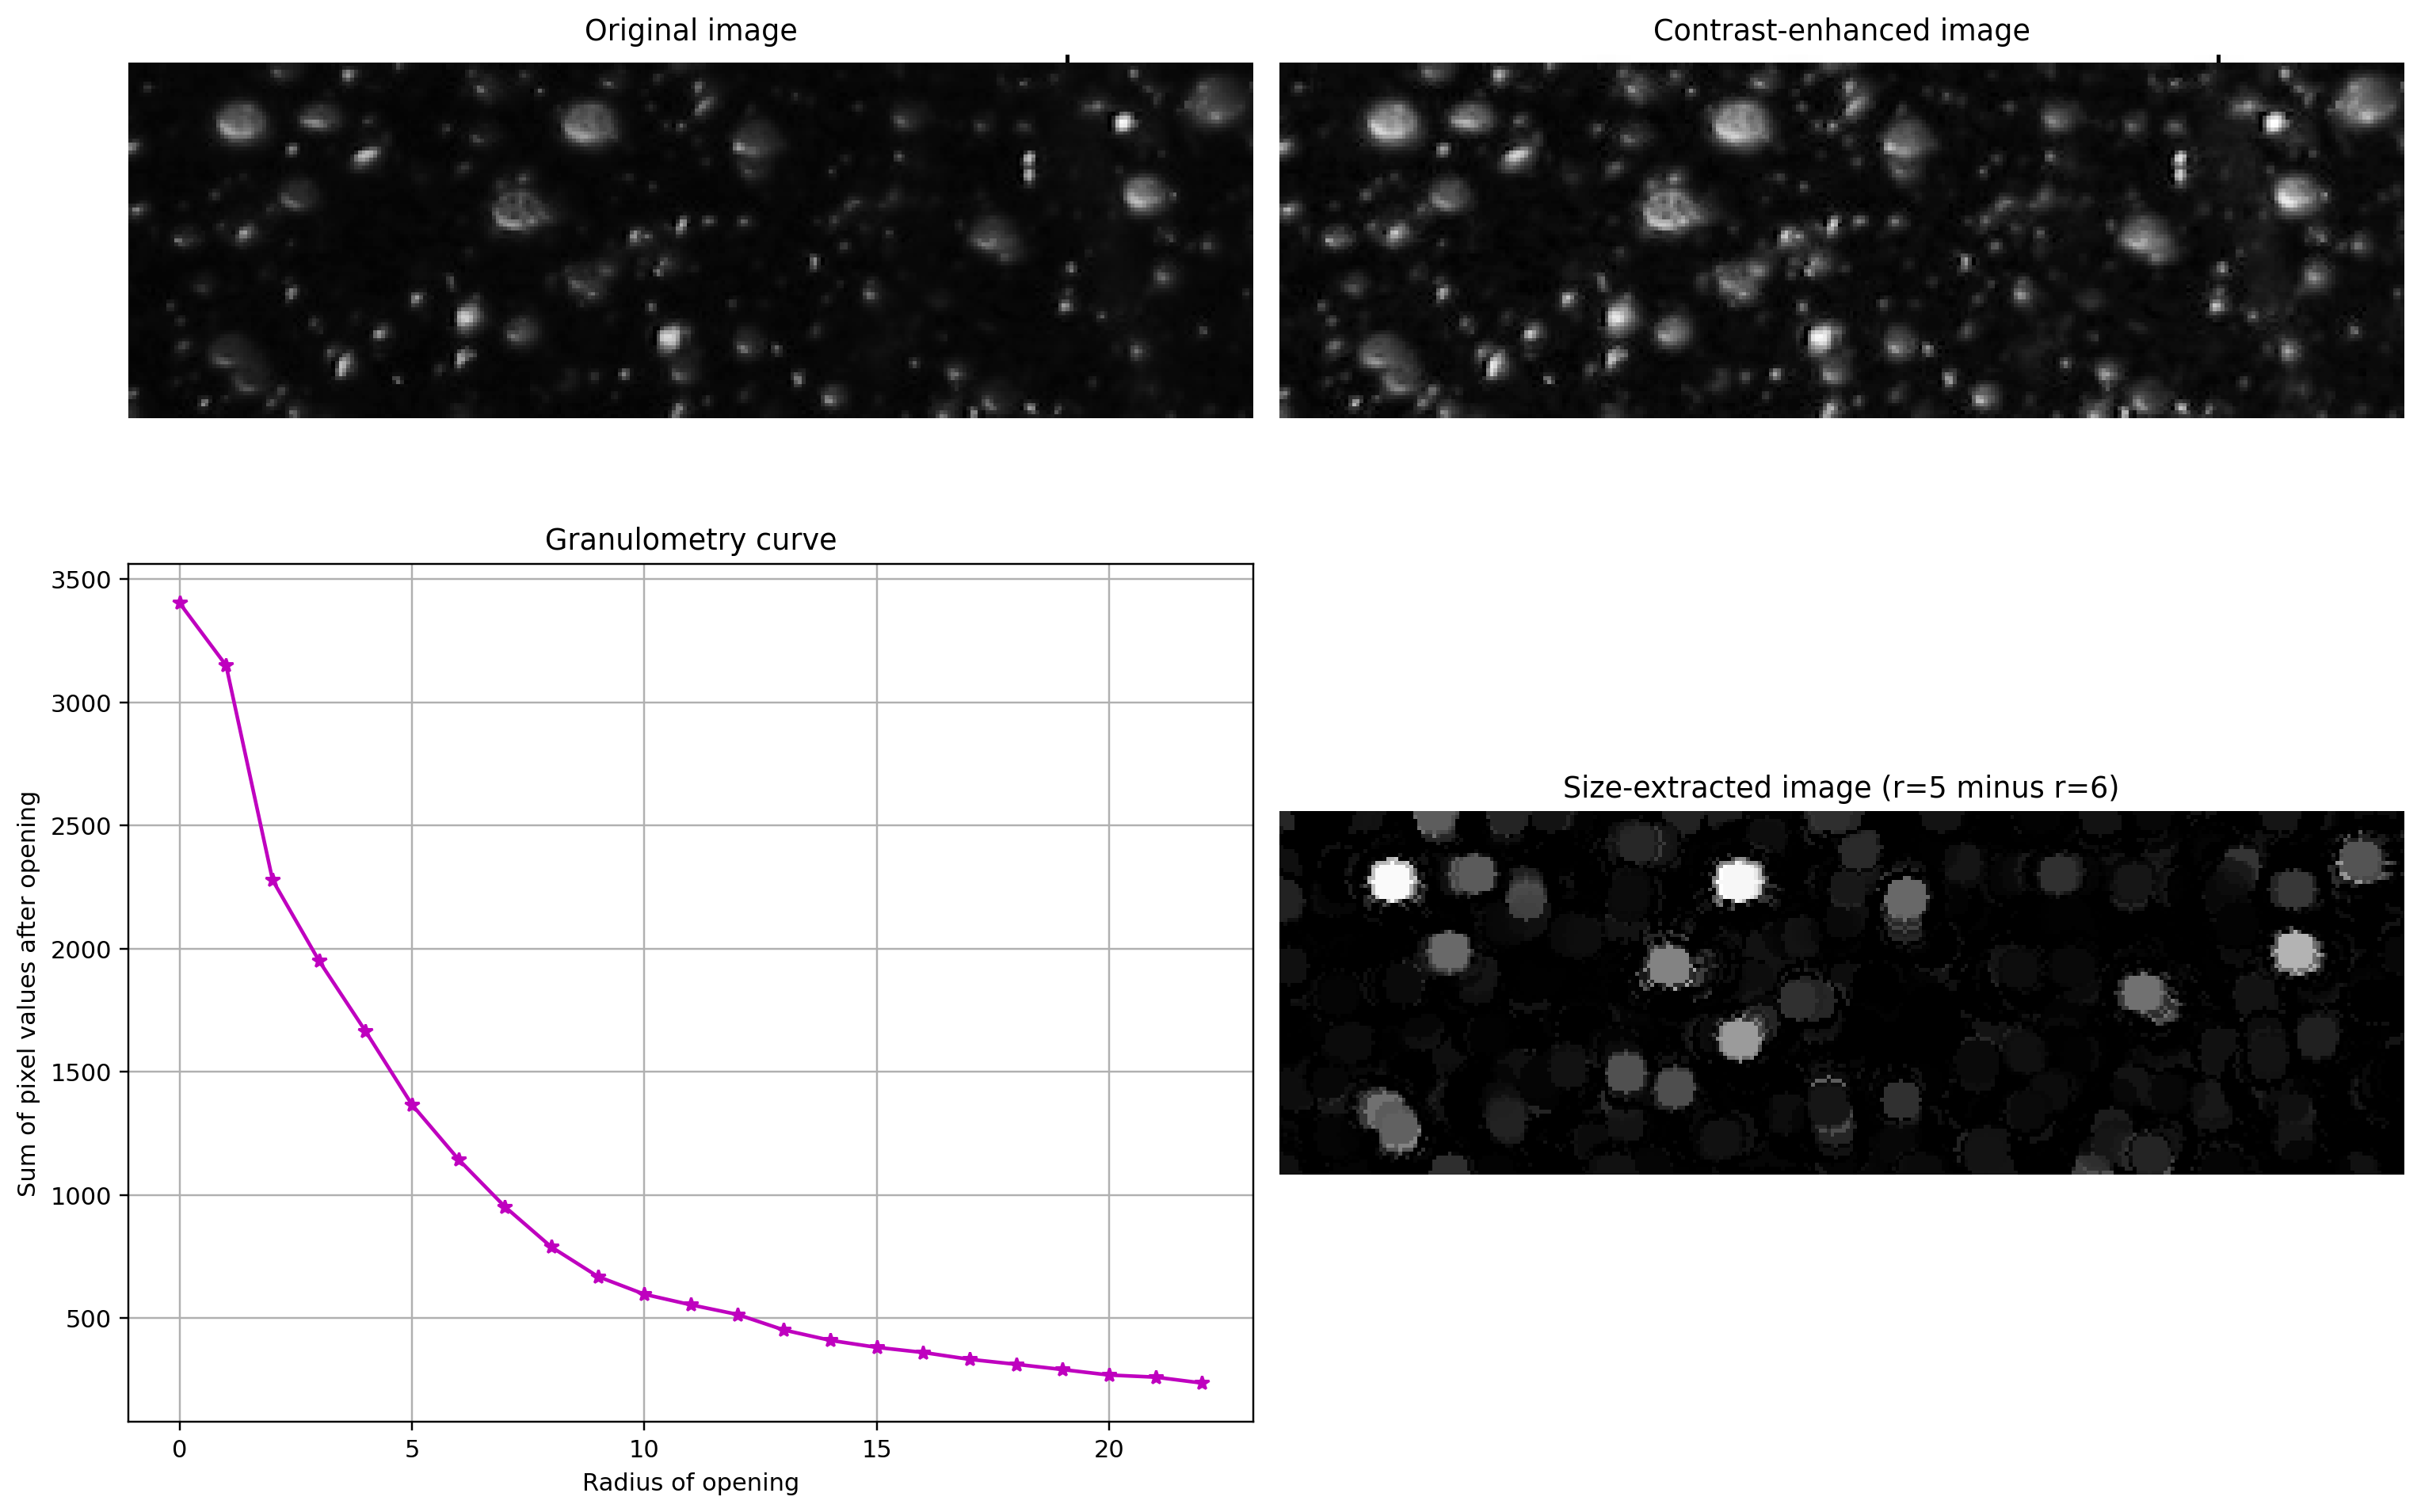 Original image
Contrast-enhanced image
Granulometry curve
3500
3000
2500
2000
1500
1000
500
Sum of pixel values after opening
0 5 10 15 20
Radius of opening
Size-extracted image (r=5 minus r=6)